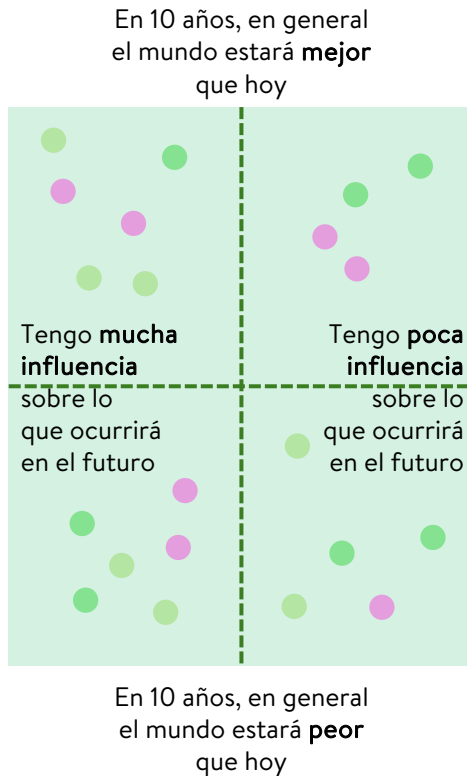 En 10 años, en general
el mundo estará mejor
que hoy
Tengo mucha
influencia
sobre lo
que ocurrirá
en el futuro
Tengo poca
influencia
sobre lo
que ocurrirá
en el futuro
En 10 años, en general
el mundo estará peor
que hoy